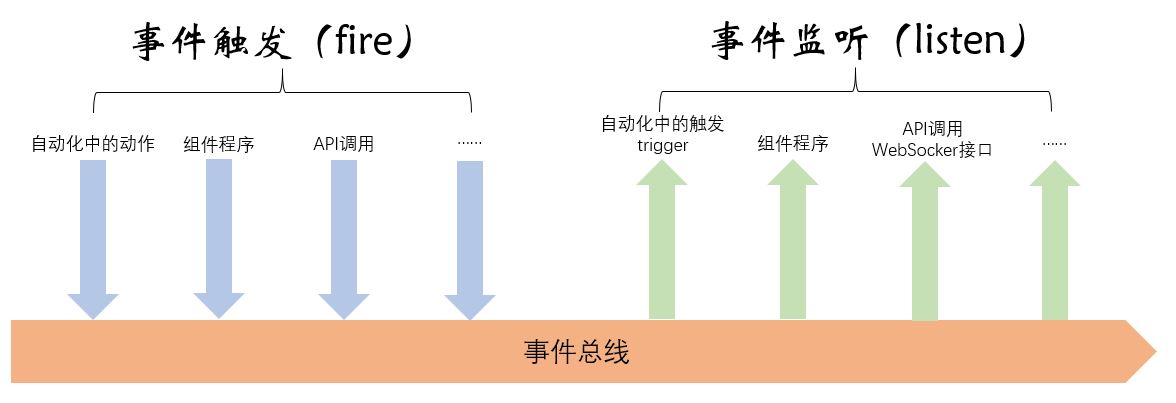 事件触发（fire）
事件监听（listen）
自动化中的动作
组件程序
API调用
……
自动化中的触发
trigger
组件程序
API调用
WebSocker接口
……
事件总线